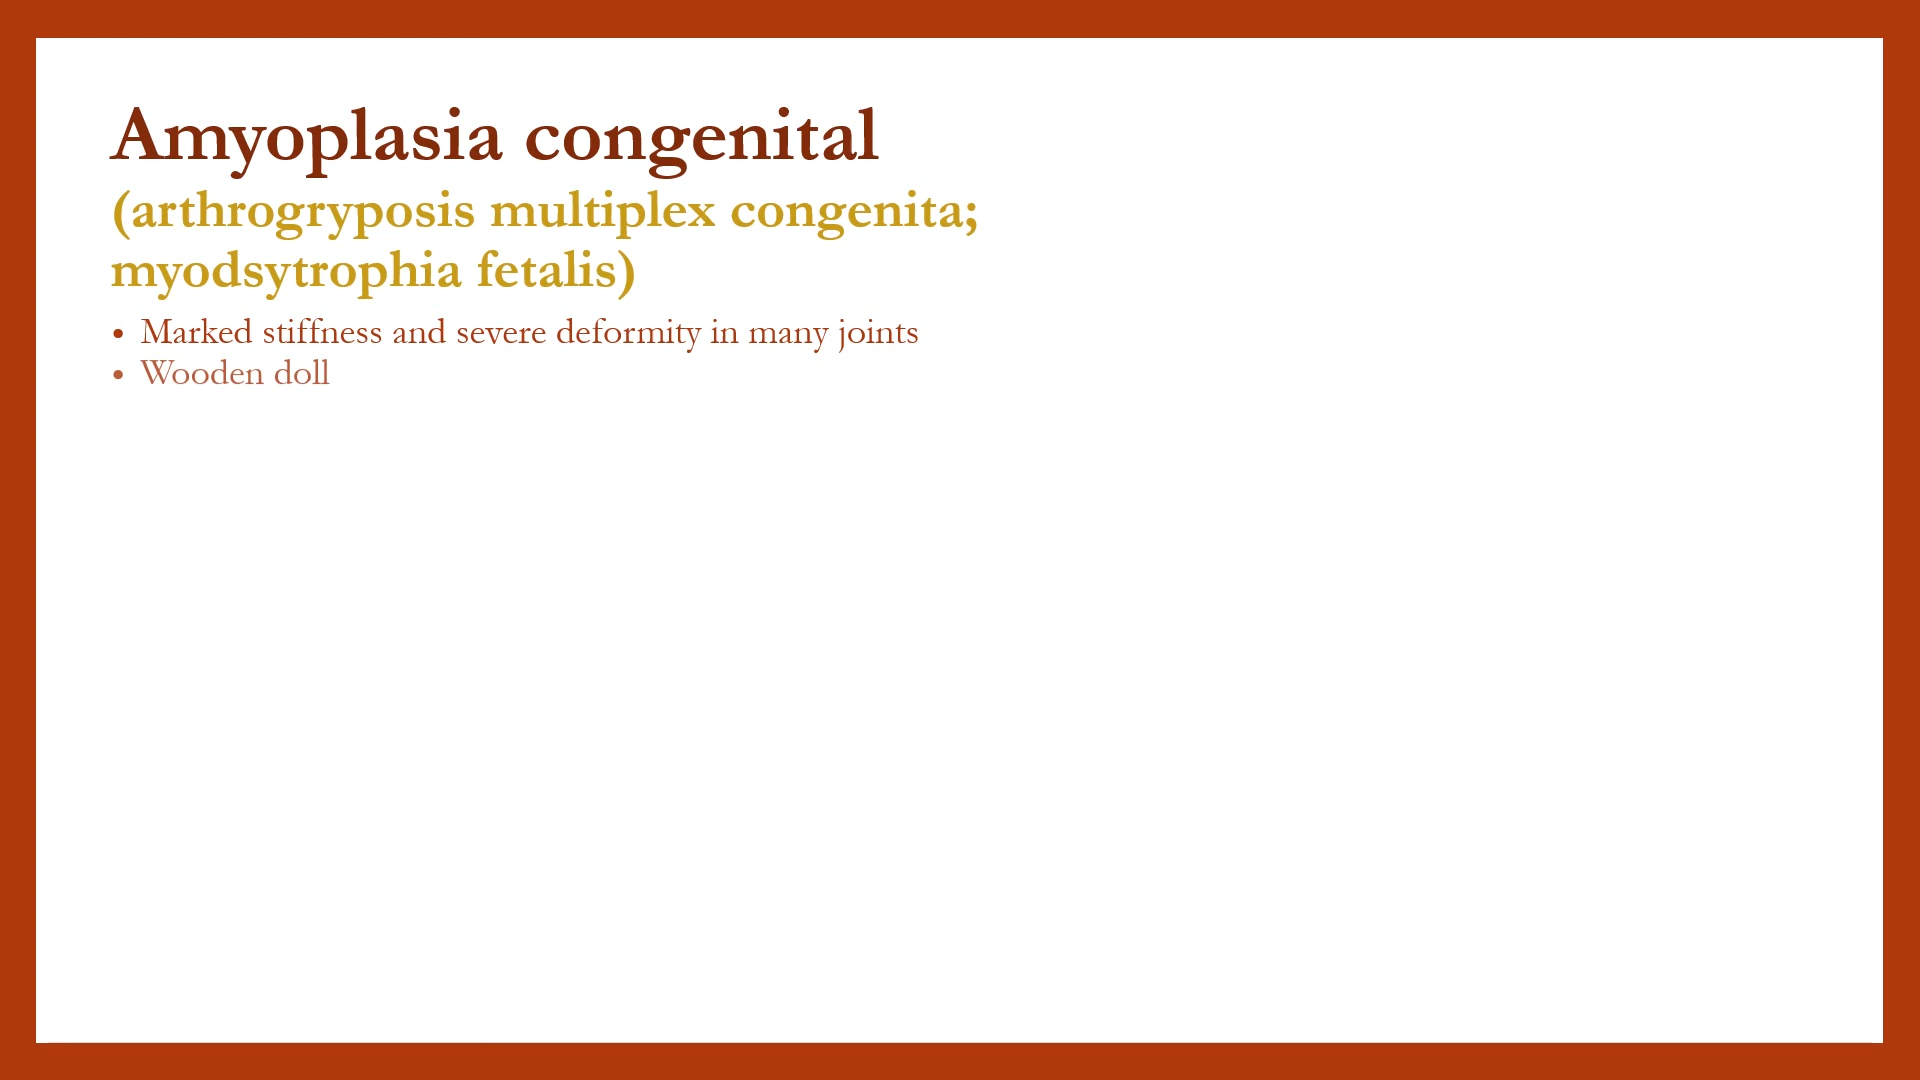 Amyoplasia congenital
(arthrogryposis multiplex congenita;
myodsytrophia fetalis)
• Marked stiffness and severe deformity in many joints
• Wooden doll